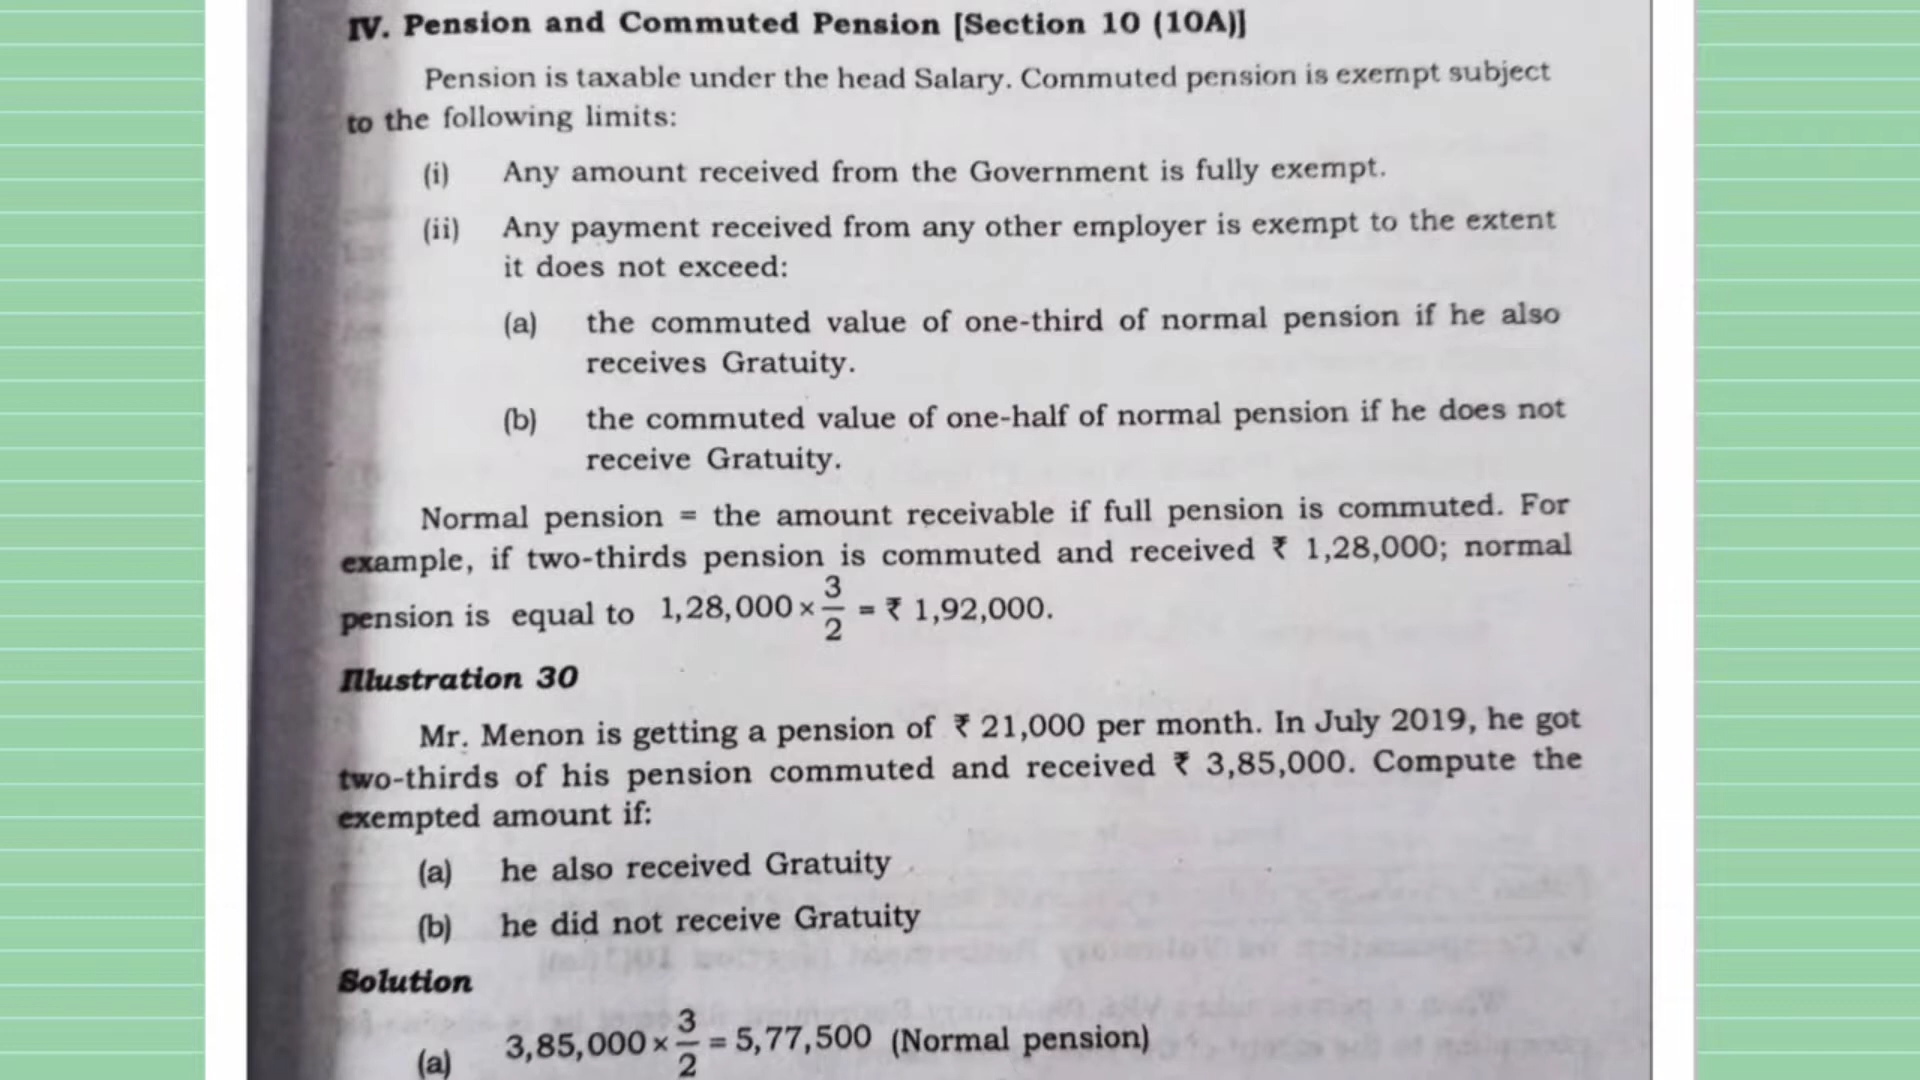 IV. Pension and Commuted Pension [Section 10 (10A)]
Pension is taxable under the head Salary. Commuted pension is exempt subject
to the following limits:
(i) Any amount received from the Government is fully exempt.
(ii) Any payment received from any other employer is exempt to the extent
it does not exceed:
(a) the commuted value of one-third of normal pension if he also
receives Gratuity.
(b) the commuted value of one-half of normal pension if he does not
receive Gratuity.
Normal pension = the amount receivable if full pension is commuted. For
example, if two-thirds pension is commuted and received ₹ 1,28,000; normal
pension is equal to 1,28,000 × 3/2 = ₹ 1,92,000.
Illustration 30
Mr. Menon is getting a pension of ₹ 21,000 per month. In July 2019, he got
two-thirds of his pension commuted and received ₹ 3,85,000. Compute the
exempted amount if:
(a) he also received Gratuity
(b) he did not receive Gratuity
Solution
(a) 3,85,000 × 3/2 = 5,77,500 (Normal pension)